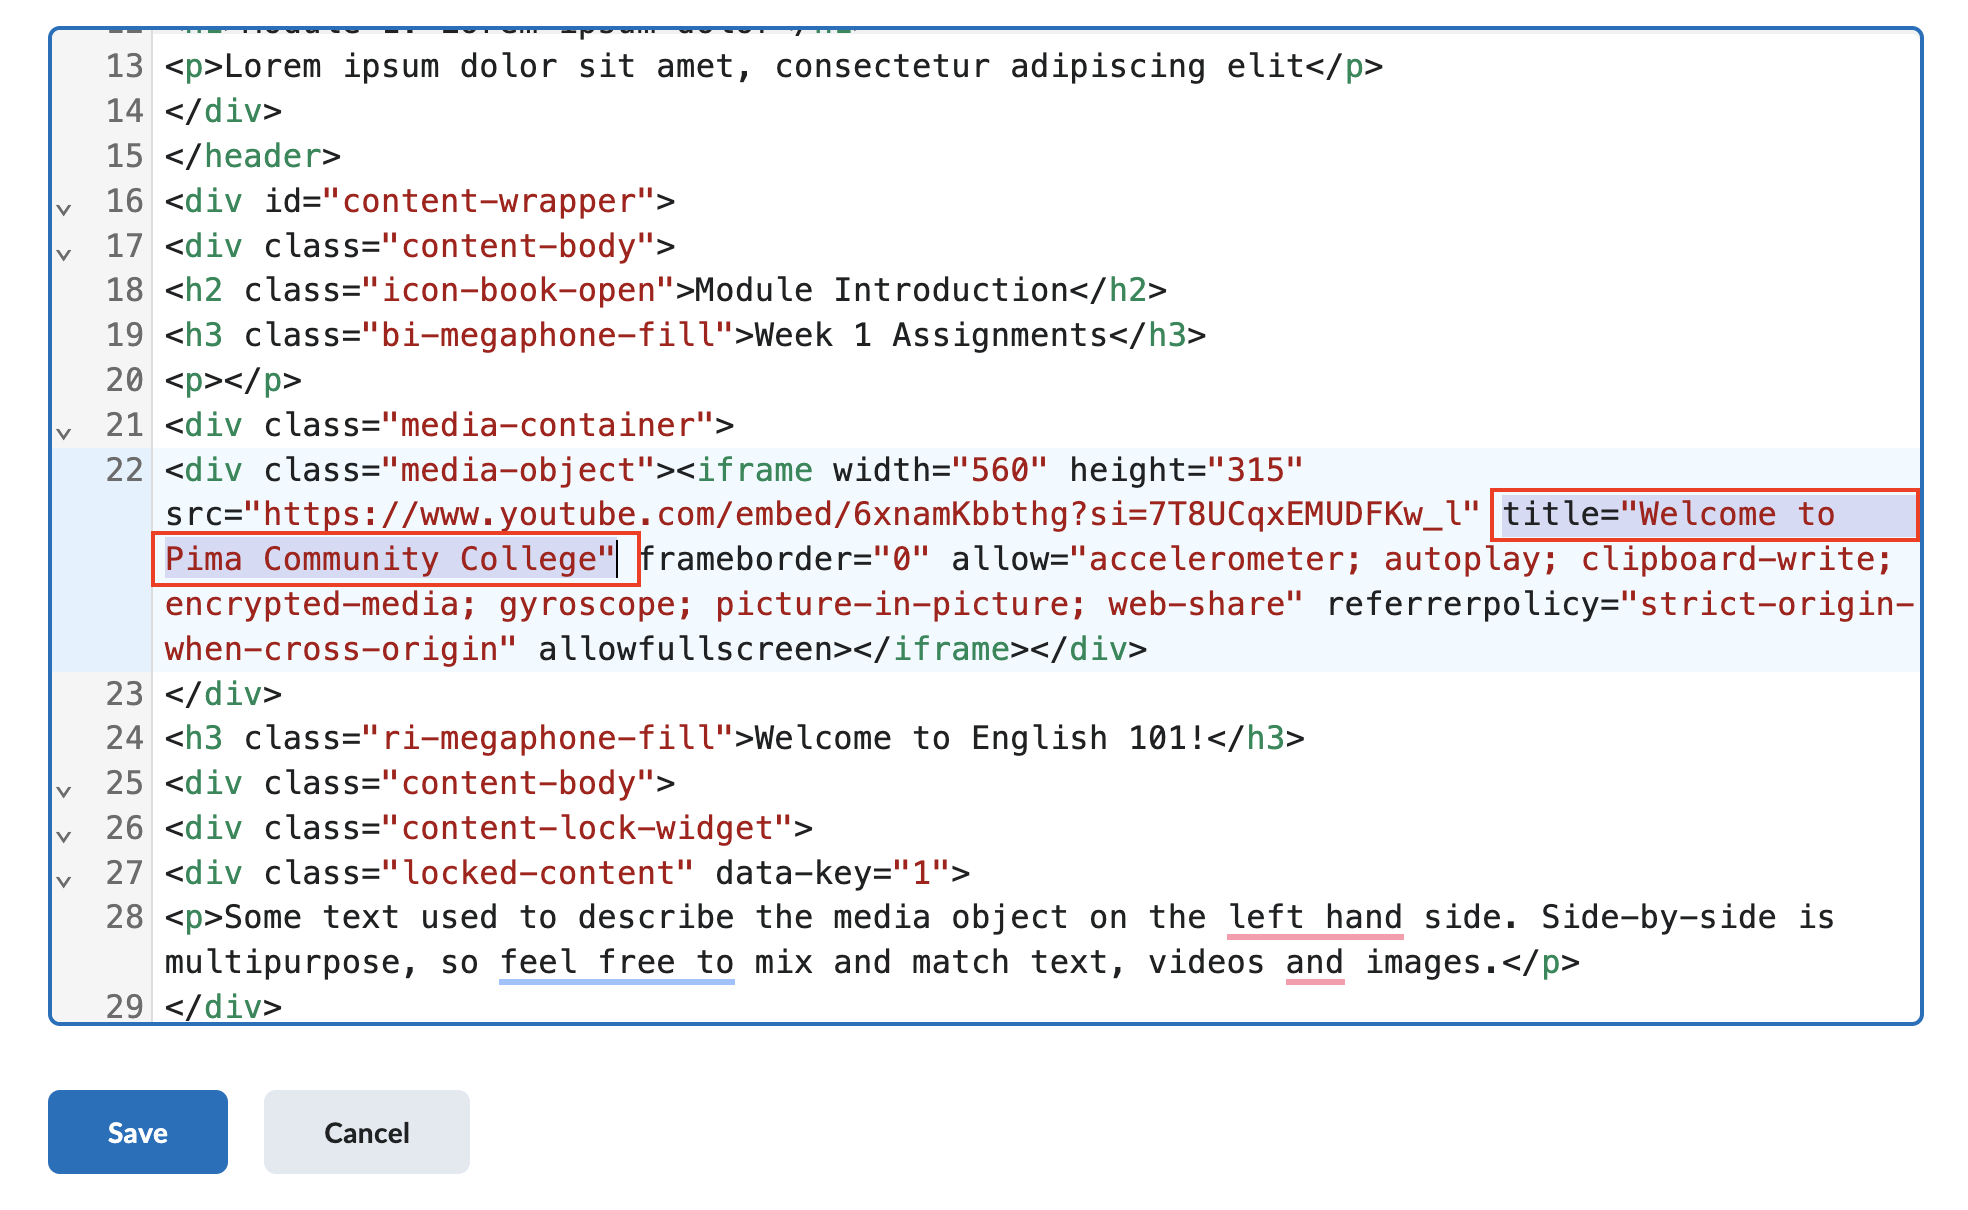 13 <p>Lorem ipsum dolor sit amet, consectetur adipiscing elit</p>
14 </div>
15 </header>
16 <div id="content-wrapper">
17 <div class="content-body">
18 <h2 class="icon-book-open">Module Introduction</h2>
19 <h3 class="bi-megaphone-fill">Week 1 Assignments</h3>
20 <p></p>
21 <div class="media-container">
22 <div class="media-object"><iframe width="560" height="315"
src="https://www.youtube.com/embed/6xnamKbbthg?si=7T8UCqxEMUDFKw_l" title="Welcome to
Pima Community College" frameborder="0" allow="accelerometer; autoplay; clipboard-write;
encrypted-media; gyroscope; picture-in-picture; web-share" referrerpolicy="strict-origin-
when-cross-origin" allowfullscreen></iframe></div>
23 </div>
24 <h3 class="ri-megaphone-fill">Welcome to English 101!</h3>
25 <div class="content-body">
26 <div class="content-lock-widget">
27 <div class="locked-content" data-key="1">
28 <p>Some text used to describe the media object on the left hand side. Side-by-side is
multipurpose, so feel free to mix and match text, videos and images.</p>
29 </div>
Save
Cancel